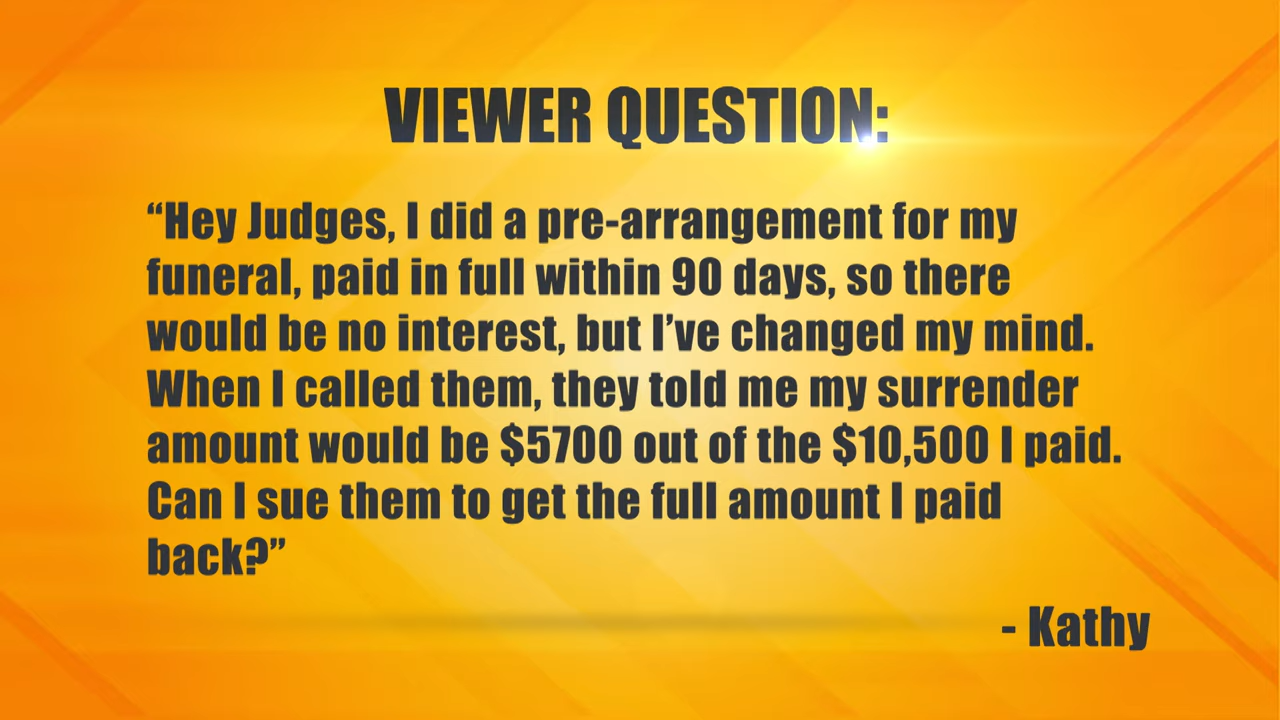 VIEWER QUESTION:
“Hey Judges, I did a pre-arrangement for my
funeral, paid in full within 90 days, so there
would be no interest, but I’ve changed my mind.
When I called them, they told me my surrender
amount would be $5700 out of the $10,500 I paid.
Can I sue them to get the full amount I paid
back?”
- Kathy